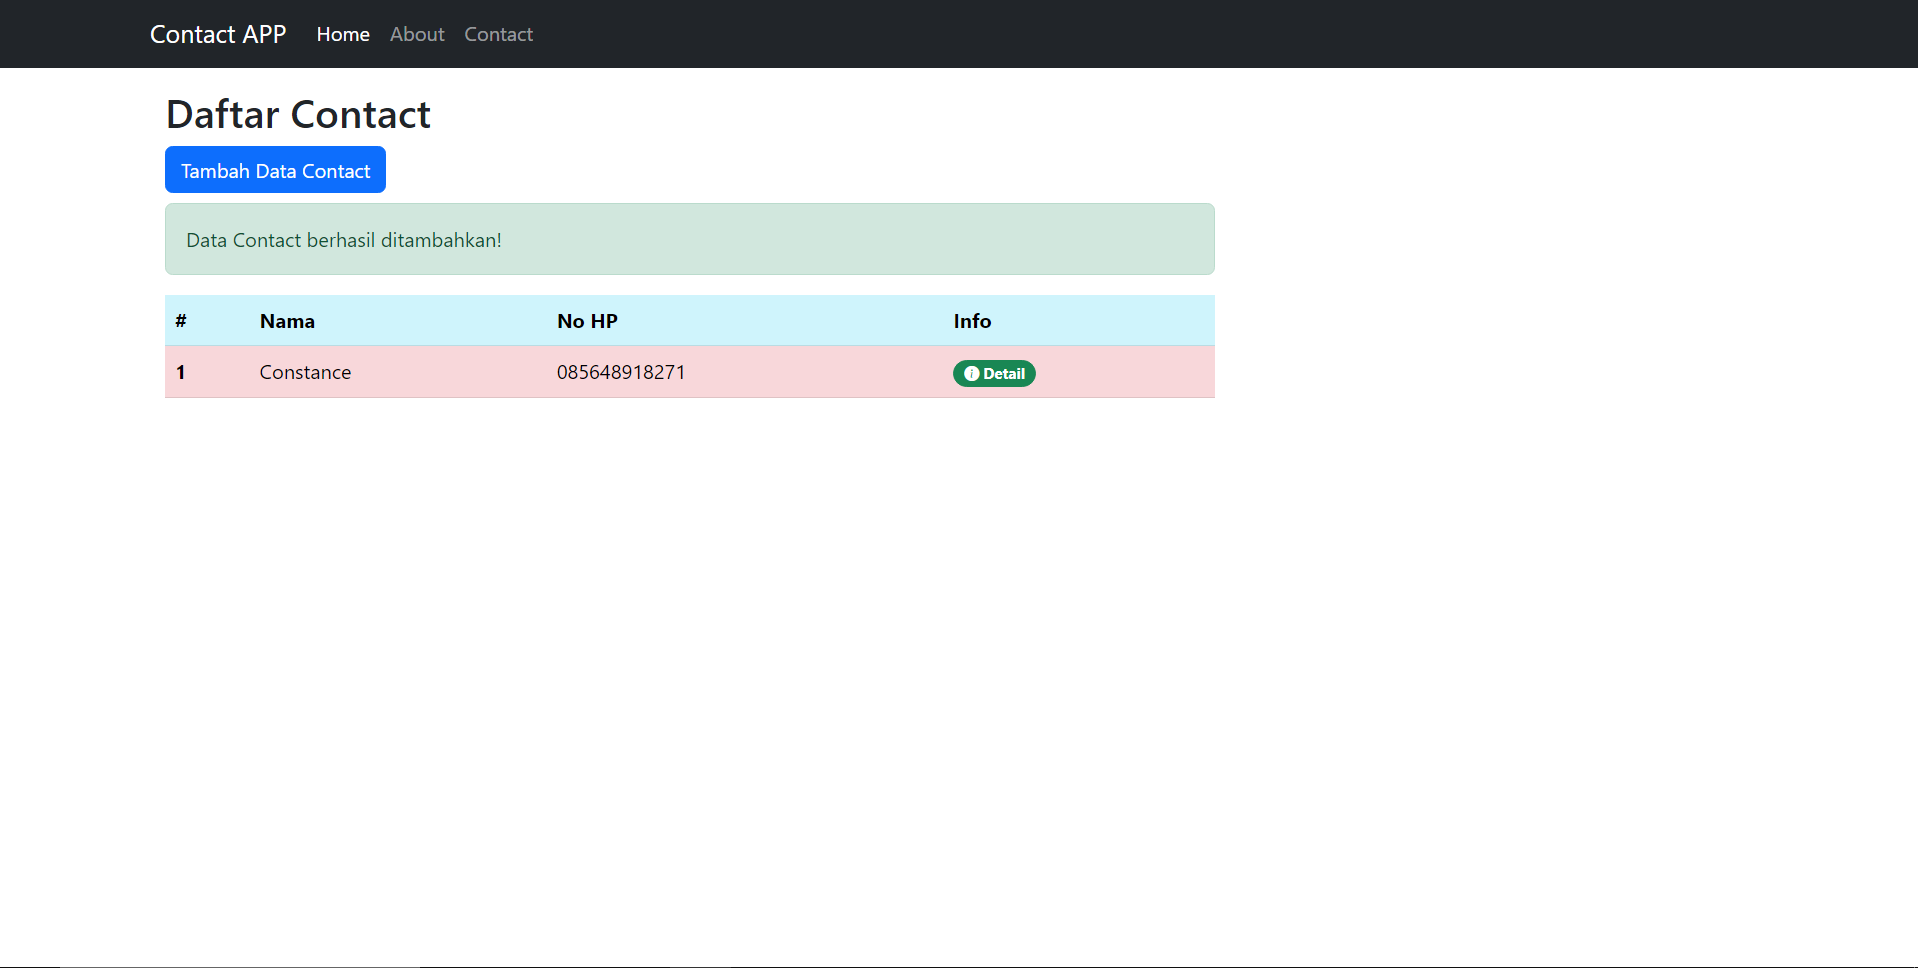 Contact APP Home About Contact
Daftar Contact
Tambah Data Contact
Data Contact berhasil ditambahkan!
# Nama No HP Info
1 Constance 085648918271 Detail